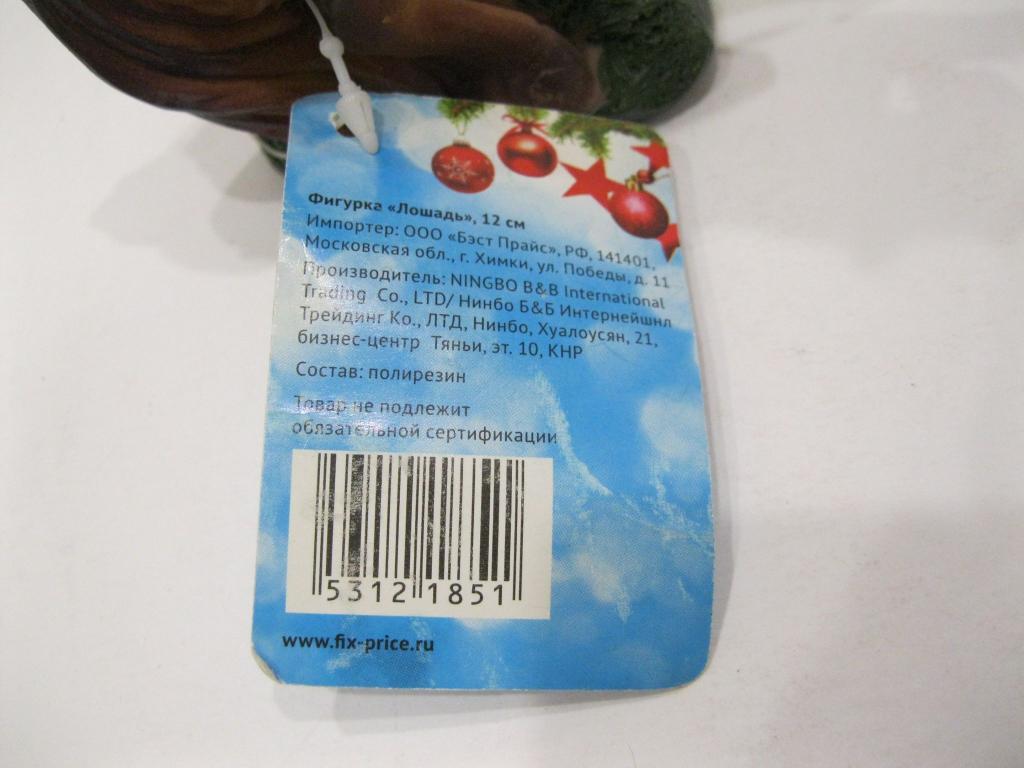 Фигурка «Лошадь», 12 см
Импортер: ООО «Бэст Прайс», РФ, 141401,
Московская обл., г. Химки, ул. Победы, д. 11
Производитель: NINGBO B&B International
Trading Co., LTD/ Нинбо Б&Б Интернейшнл
Трейдинг Ко., ЛТД, Нинбо, Хуалоусян, 21,
бизнес-центр Тяньи, эт. 10, КНР
Состав: полирезин
Товар не подлежит
обязательной сертификации
5312 1851
www.fix-price.ru